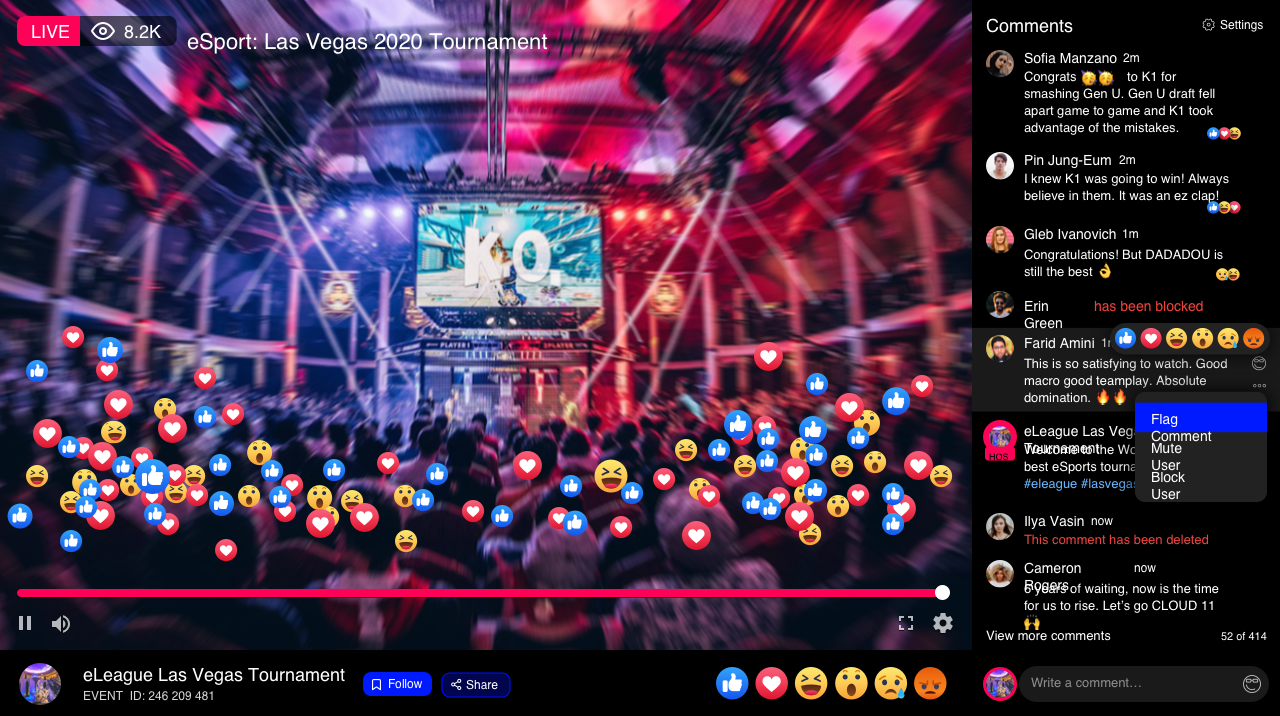 LIVE
8.2K
eSport: Las Vegas 2020 Tournament
K.O.
PLAYER 1
PLAYER
eLeague Las Vegas Tournament
EVENT ID: 246 209 481
Follow
Share
Comments
Settings
Sofia Manzano 2m
Congrats 🥳🥳 to K1 for
smashing Gen U. Gen U draft fell
apart game to game and K1 took
advantage of the mistakes.
Pin Jung-Eum 2m
I knew K1 was going to win! Always
believe in them. It was an ez clap!
Gleb Ivanovich 1m
Congratulations! But DADADOU is
still the best 👌
Erin
Green
has been blocked
Farid Amini
This is so satisfying to watch. Good
macro good teamplay. Absolute
domination. 🔥🔥
Flag
Comment
Mute
User
Block
User
HOS
eLeague Las Vega
Tournament
Welcome to the Wo
best eSports tourna
#eleague #lasvegas
Ilya Vasin now
This comment has been deleted
Cameron
Rogers
now
6 years of waiting, now is the time
for us to rise. Let's go CLOUD 11
🙌
View more comments
52 of 414
Write a comment...